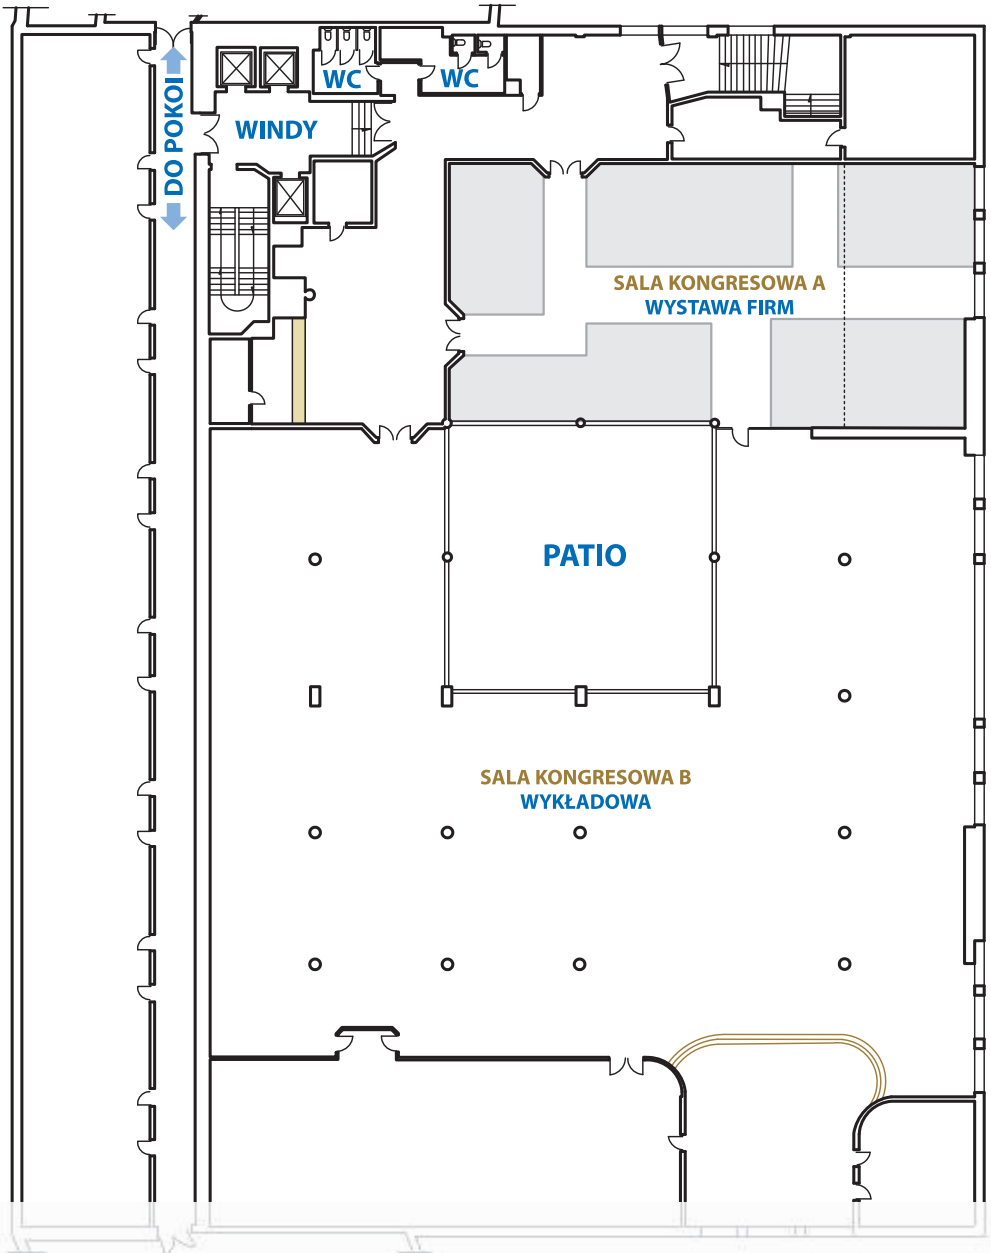 WC
WC
WINDY
DO POKOI
SALA KONGRESOWA A
WYSTAWA FIRM
PATIO
SALA KONGRESOWA B
WYKŁADOWA